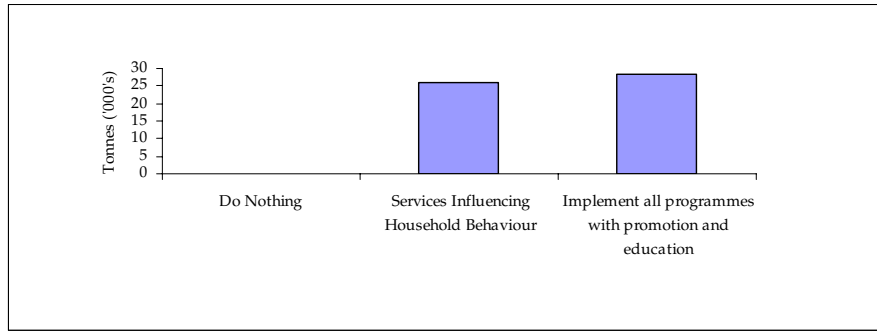 Tonnes ('000's)
30
25
20
15
10
5
0
Do Nothing
Services Influencing
Household Behaviour
Implement all programmes
with promotion and
education